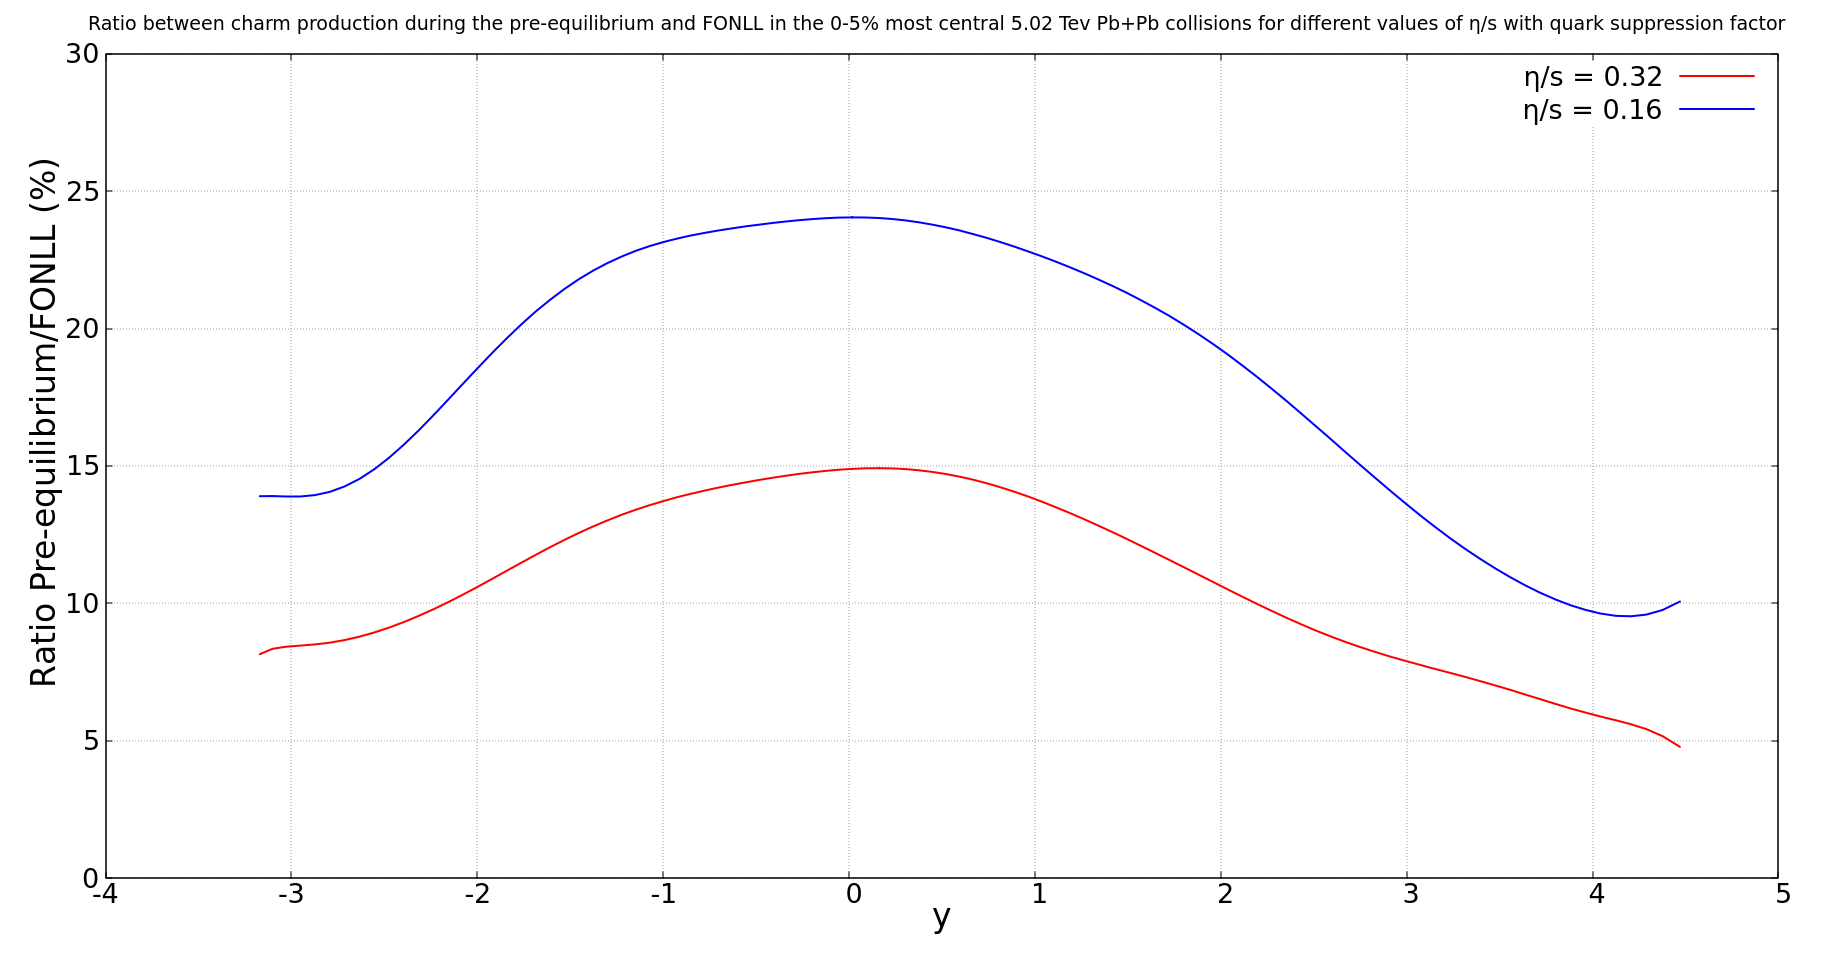 Ratio between charm production during the pre-equilibrium and FONLL in the 0-5% most central 5.02 Tev Pb+Pb collisions for different values of η/s with quark suppression factor
η/s = 0.32
η/s = 0.16
Ratio Pre-equilibrium/FONLL (%)
30
25
20
15
10
5
0
-4 -3 -2 -1 0 1 2 3 4 5
y